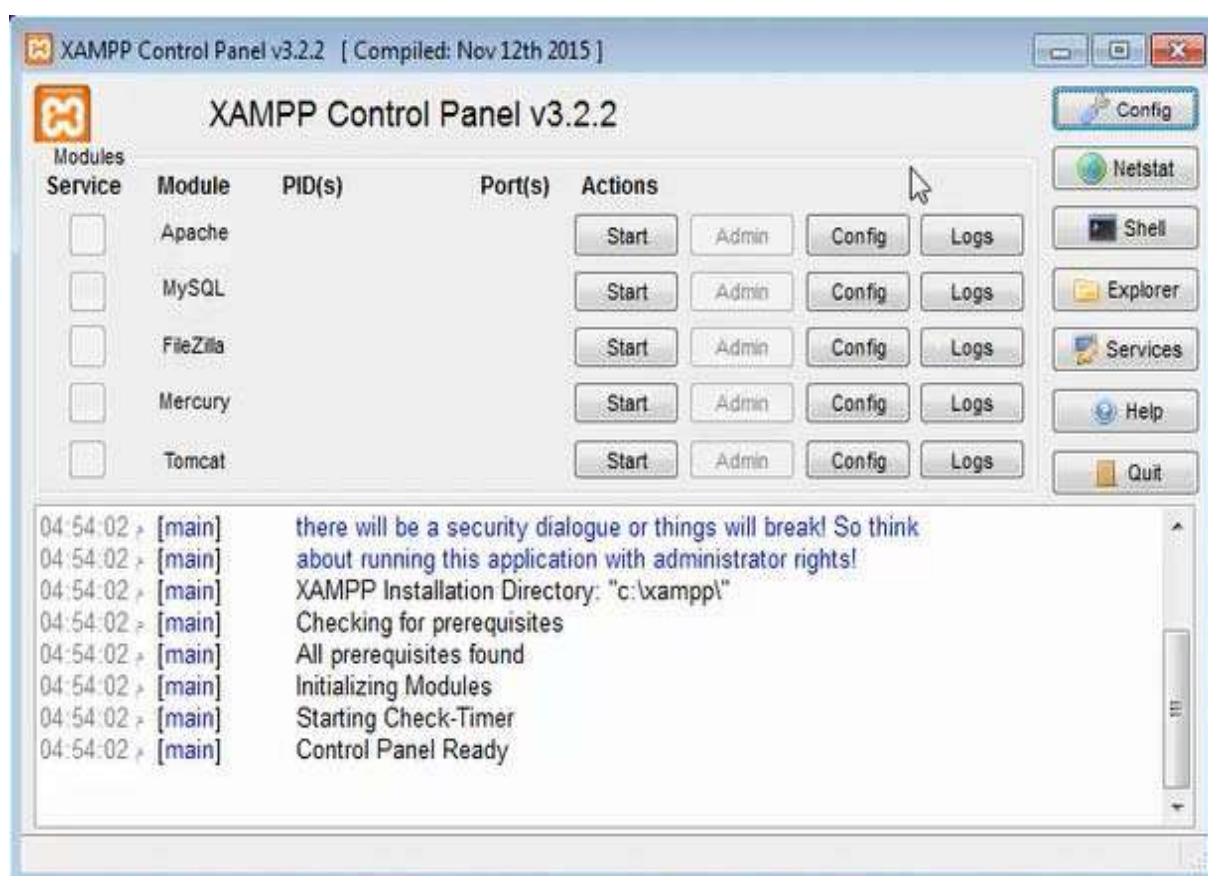 XAMPP Control Panel v3.2.2 [ Compiled: Nov 12th 2015 ]
XAMPP Control Panel v3.2.2
Config
Modules
Service Module PID(s) Port(s) Actions
Netstat
Apache Start Admin Config Logs
Shell
MySQL Start Admin Config Logs
Explorer
FileZilla Start Admin Config Logs
Services
Mercury Start Admin Config Logs
Help
Tomcat Start Admin Config Logs
Quit
04:54:02 م [main] there will be a security dialogue or things will break! So think
04:54:02 م [main] about running this application with administrator rights!
04:54:02 م [main] XAMPP Installation Directory: "c:\xampp\"
04:54:02 م [main] Checking for prerequisites
04:54:02 م [main] All prerequisites found
04:54:02 م [main] Initializing Modules
04:54:02 م [main] Starting Check-Timer
04:54:02 م [main] Control Panel Ready